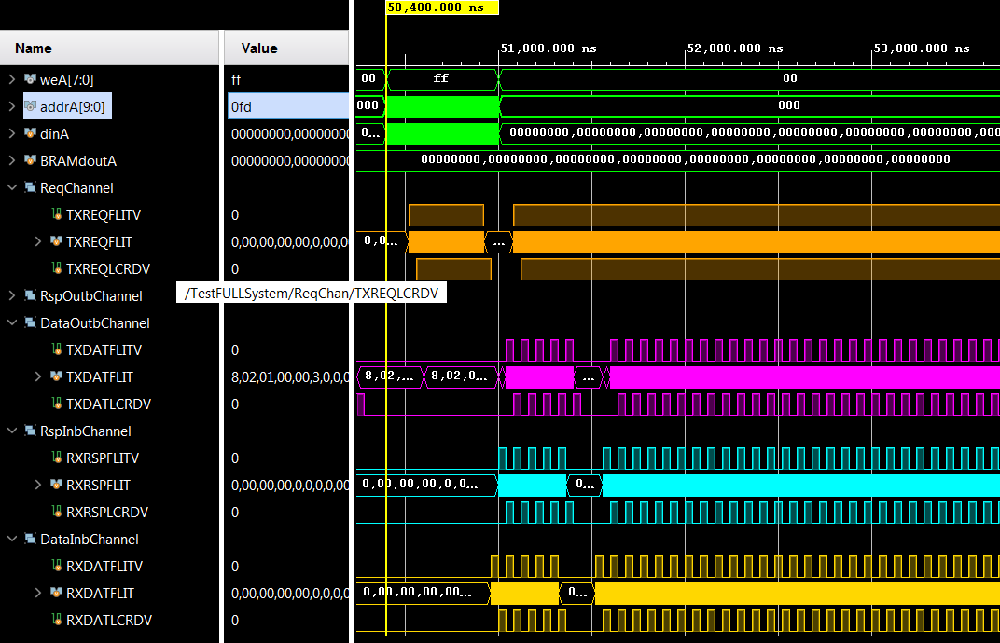 50,400.000 ns
Name Value 51,000.000 ns 52,000.000 ns 53,000.000 ns
weA[7:0] ff 00 ff 00
addrA[9:0] 0fd 000 000
dinA 00000000,00000000 0... 00000000,00000000,00000000,00000000,00000000,00000000,00000000,000
BRAMdoutA 00000000,00000000 00000000,00000000,00000000,00000000,00000000,00000000,00000000,00000000
ReqChannel
TXREQFLITV 0
TXREQFLIT 0,00,00,00,00,0,00,0 0,0... ...
TXREQLCRDV 0
RspOutbChannel /TestFULLSystem/ReqChan/TXREQLCRDV
DataOutbChannel
TXDATFLITV 0
TXDATFLIT 8,02,01,00,00,3,0,0,0 8,02,... 8,02,0... ...
TXDATLCRDV 0
RspInbChannel
RXRSPFLITV 0
RXRSPFLIT 0,00,00,00,0,0,0,0,00 0,00,00,00,0,0... 0...
RXRSPLCRDV 0
DataInbChannel
RXDATFLITV 0
RXDATFLIT 0,00,00,00,00,0,0,0,0 0,00,00,00,00... 0...
RXDATLCRDV 0